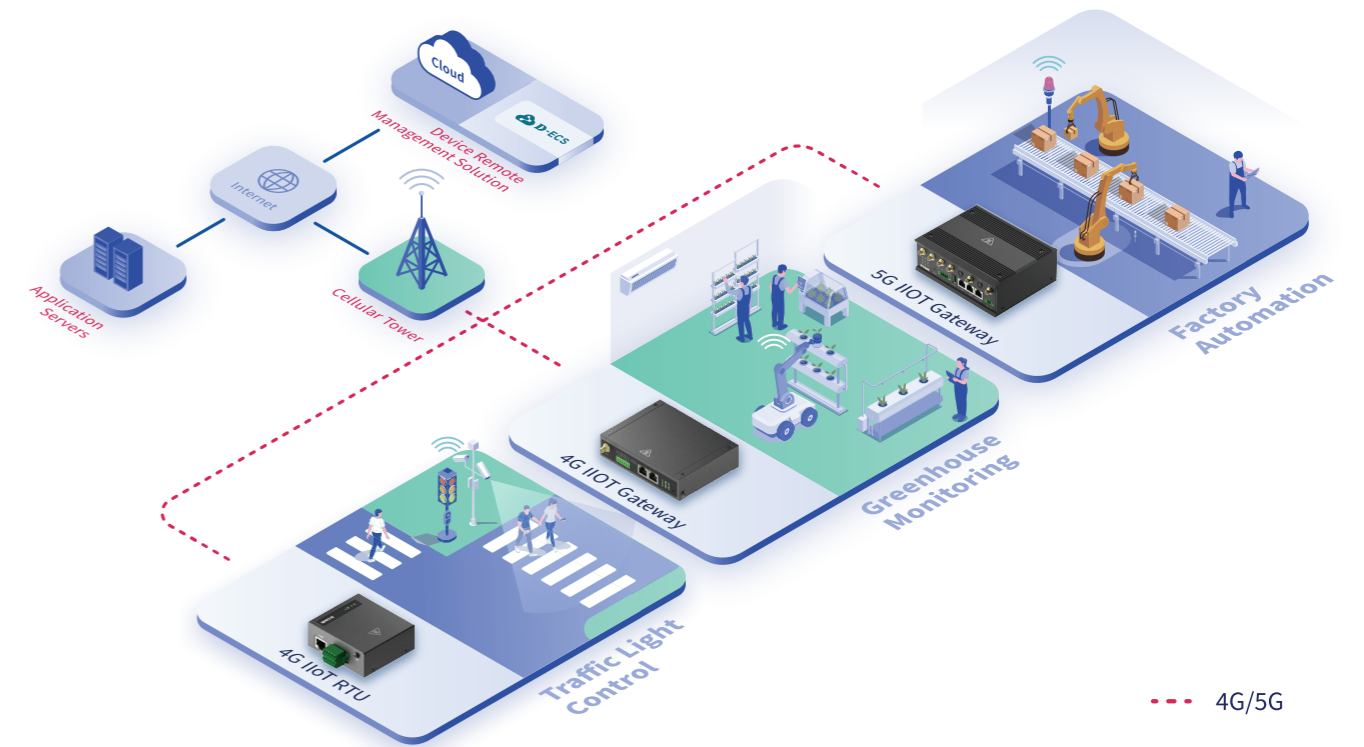 Cloud
D-ECS
Device Remote
Management Solution
Internet
Application
Servers
Cellular Tower
5G IIOT Gateway
Factory
Automation
4G IIOT Gateway
Greenhouse
Monitoring
4G IIoT RTU
Traffic Light
Control
4G/5G